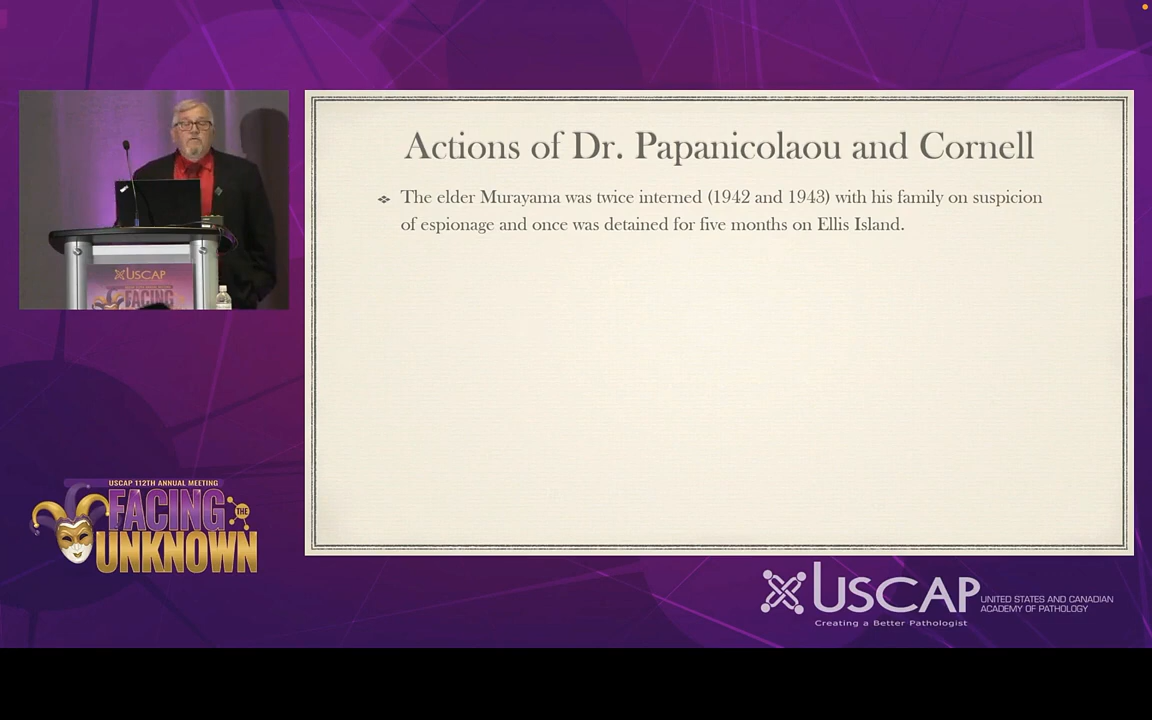 Actions of Dr. Papanicolaou and Cornell
The elder Murayama was twice interned (1942 and 1943) with his family on suspicion
of espionage and once was detained for five months on Ellis Island.
USCAP
FACING
USCAP 112TH ANNUAL MEETING
FACING THE
UNKNOWN
USCAP
UNITED STATES AND CANADIAN
ACADEMY OF PATHOLOGY
Creating a Better Pathologist